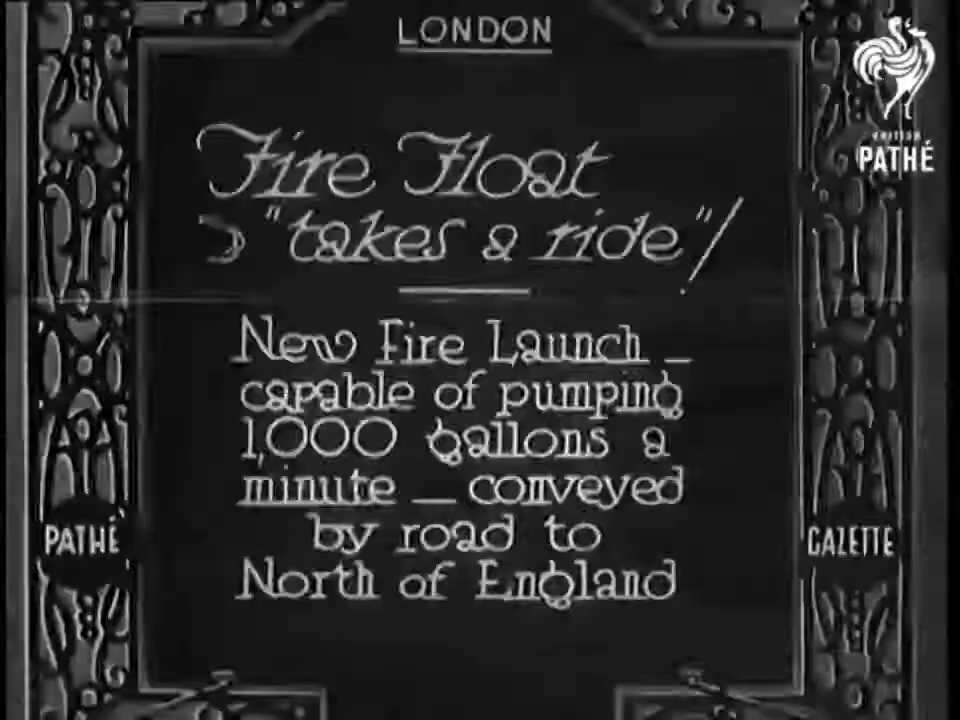 LONDON
Fire Float
"takes a ride"!
New Fire Launch —
capable of pumping
1,000 gallons a
minute — conveyed
by road to
North of England
PATHÉ
GAZETTE
BRITISH
PATHÉ